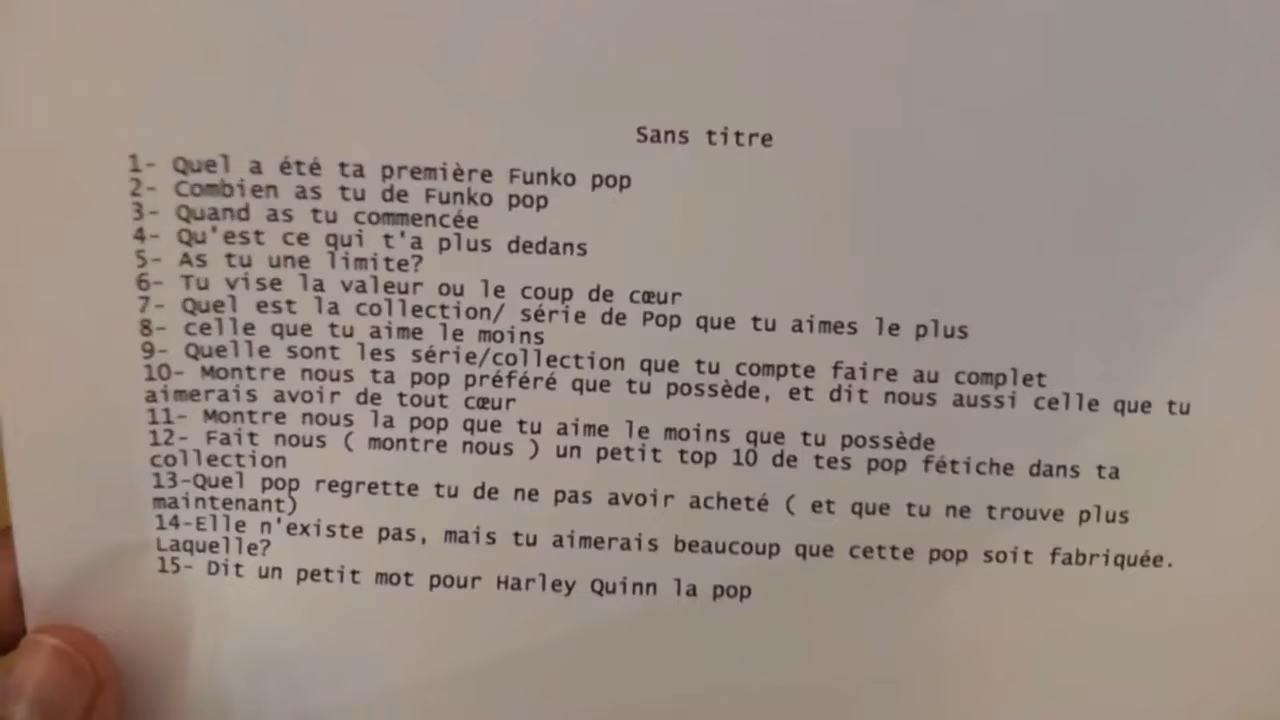 Sans titre
1- Quel a été ta première Funko pop
2- Combien as tu de Funko pop
3- Quand as tu commencée
4- Qu'est ce qui t'a plus dedans
5- As tu une limite?
6- Tu vise la valeur ou le coup de cœur
7- Quel est la collection/ série de Pop que tu aimes le plus
8- celle que tu aime le moins
9- Quelle sont les série/collection que tu compte faire au complet
10- Montre nous ta pop préféré que tu possède, et dit nous aussi celle que tu
aimerais avoir de tout cœur
11- Montre nous la pop que tu aime le moins que tu possède
12- Fait nous ( montre nous ) un petit top 10 de tes pop fétiche dans ta
collection
13-Quel pop regrette tu de ne pas avoir acheté ( et que tu ne trouve plus
maintenant)
14-Elle n'existe pas, mais tu aimerais beaucoup que cette pop soit fabriquée.
Laquelle?
15- Dit un petit mot pour Harley Quinn la pop